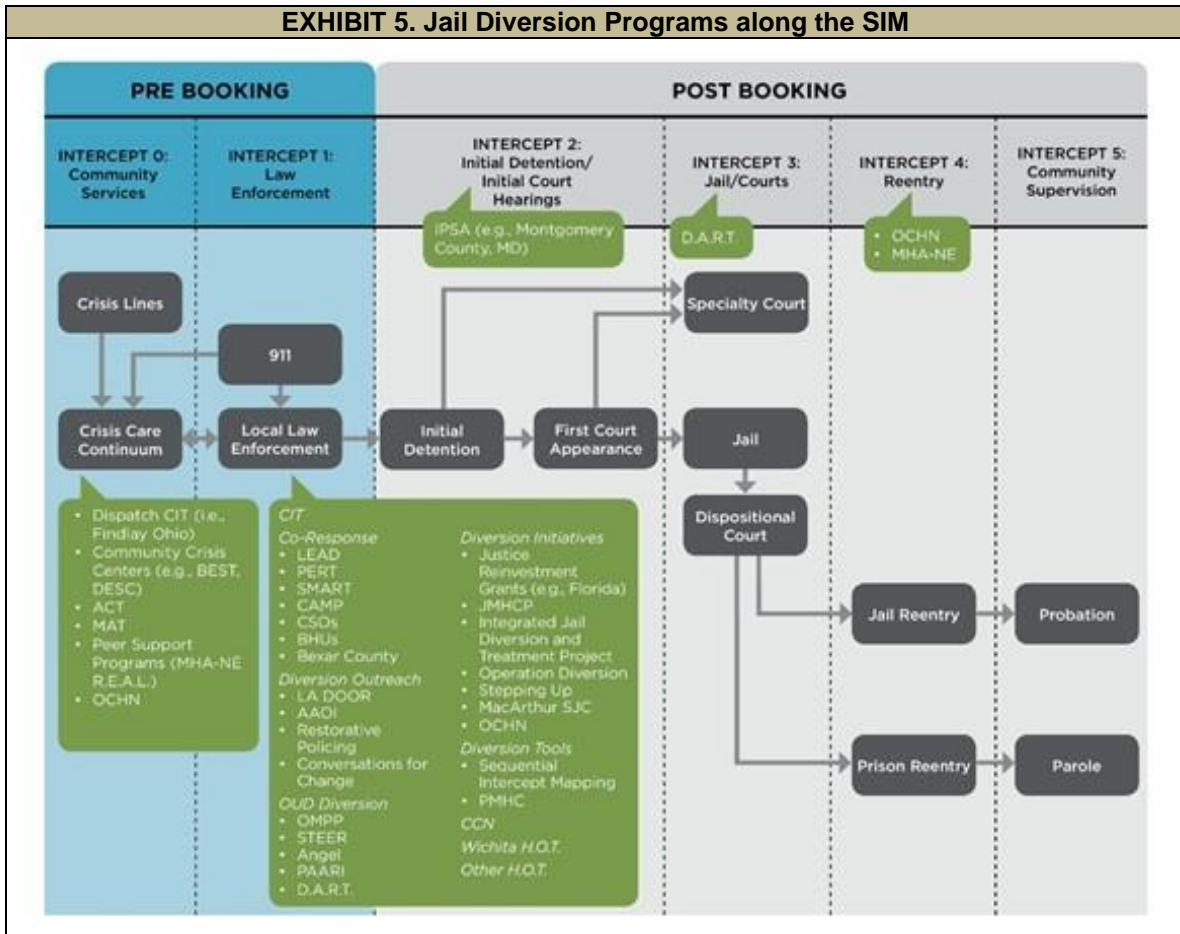 EXHIBIT 5. Jail Diversion Programs along the SIM
PRE BOOKING
POST BOOKING
INTERCEPT 0:
Community
Services
INTERCEPT 1:
Law
Enforcement
INTERCEPT 2:
Initial Detention/
Initial Court
Hearings
INTERCEPT 3:
Jail/Courts
INTERCEPT 4:
Reentry
INTERCEPT 5:
Community
Supervision
IPSA (e.g., Montgomery
County, MD)
D.A.R.T.
• OCHN
• MHA-NE
Crisis Lines
911
Specialty Court
Crisis Care
Continuum
Local Law
Enforcement
Initial
Detention
First Court
Appearance
Jail
Dispositional
Court
Jail Reentry
Probation
Prison Reentry
Parole
• Dispatch CIT (i.e.,
Findlay Ohio)
• Community Crisis
Centers (e.g., BEST,
DESC)
• ACT
• MAT
• Peer Support
Programs (MHA-NE
R.E.A.L.)
• OCHN
CIT
Co-Response
• LEAD
• PERT
• SMART
• CAMP
• CSOs
• BHUs
• Bexar County
Diversion Outreach
• LA DOOR
• AAOI
• Restorative
Policing
• Conversations for
Change
OUD Diversion
• OMPP
• STEER
• Angel
• PAARI
• D.A.R.T.
Diversion Initiatives
• Justice
Reinvestment
Grants (e.g., Florida)
• JMHCP
• Integrated Jail
Diversion and
Treatment Project
• Operation Diversion
• Stepping Up
• MacArthur SJC
• OCHN
Diversion Tools
• Sequential
Intercept Mapping
• PMHC
CCN
Wichita H.O.T.
Other H.O.T.